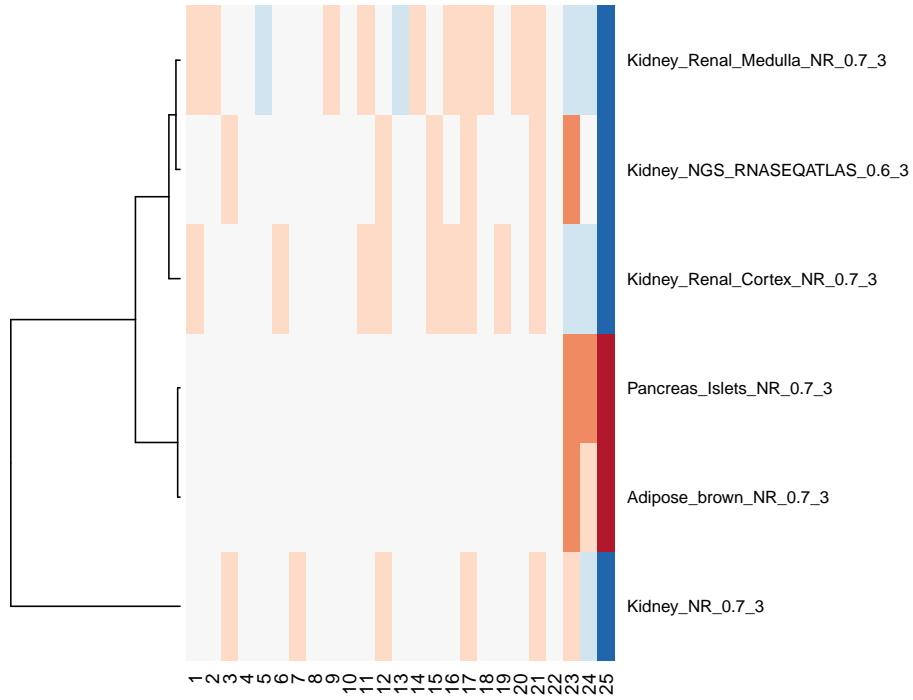 Kidney_Renal_Medulla_NR_0.7_3
Kidney_NGS_RNASEQATLAS_0.6_3
Kidney_Renal_Cortex_NR_0.7_3
Pancreas_Islets_NR_0.7_3
Adipose_brown_NR_0.7_3
Kidney_NR_0.7_3
1 2 3 4 5 6 7 8 9 10 11 12 13 14 15 16 17 18 19 20 21 22 23 24 25